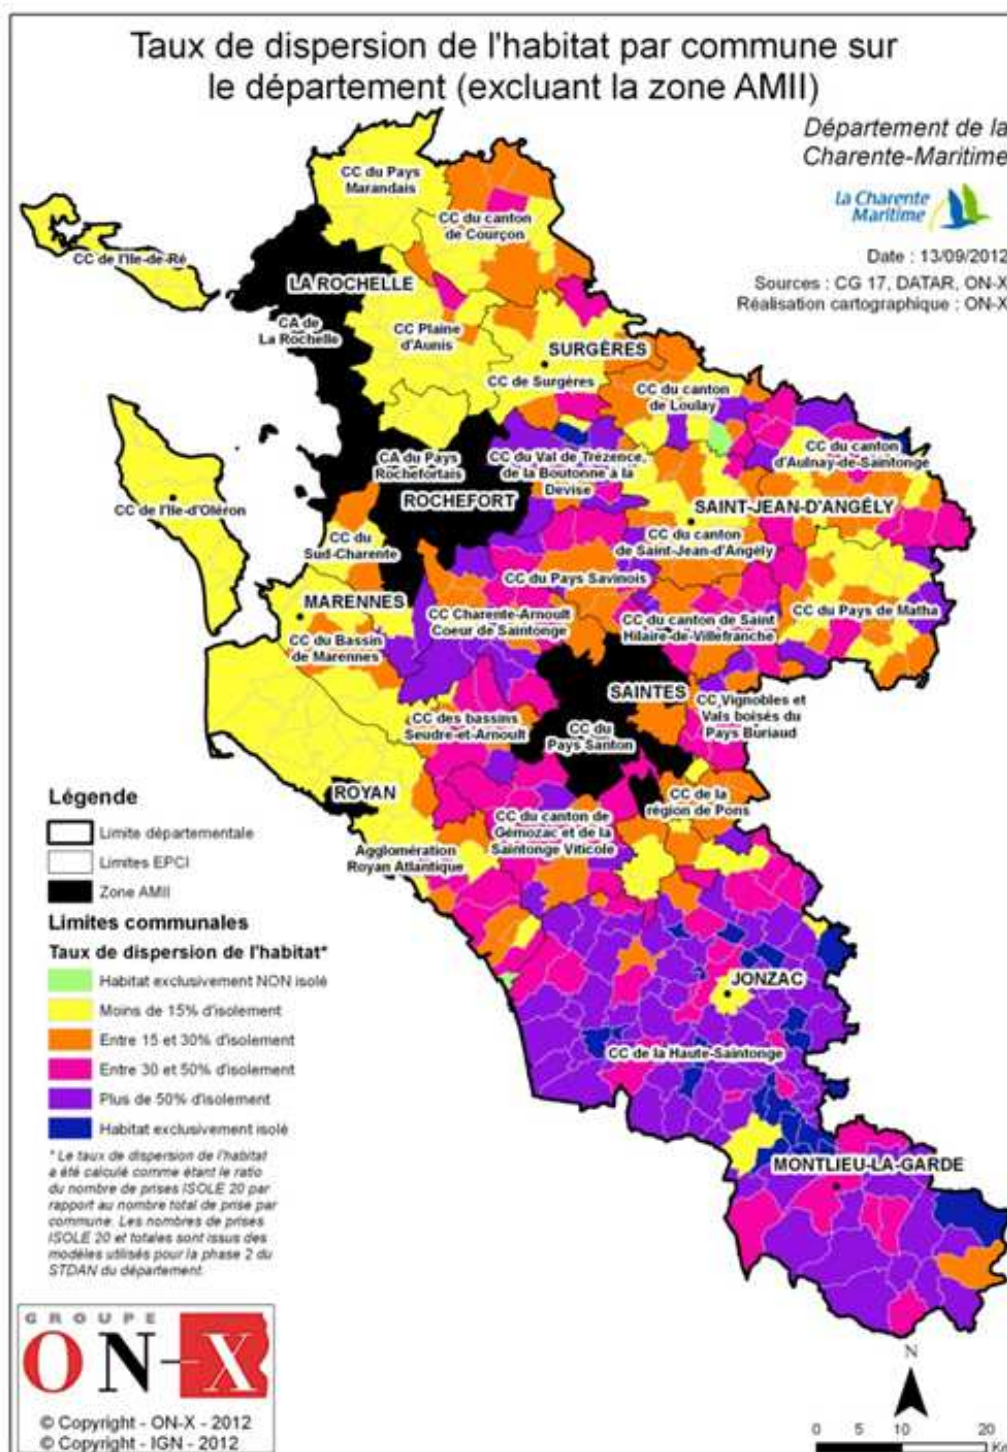 Taux de dispersion de l'habitat par commune sur
le département (excluant la zone AMII)
Département de la
Charente-Maritime
La Charente
Maritime
Date : 13/09/2012
Sources : CG 17, DATAR, ON-X
Réalisation cartographique : ON-X
CC du Pays
Marandais
CC du canton
de Courçon
CC de l'Ile-de-Ré
LA ROCHELLE
CA de
La Rochelle
CC Plaine
d'Aunis
SURGÈRES
CC de Surgères
CC du canton
de Loulay
CC du canton
d'Aulnay-de-Saintonge
CA du Pays
Rochefortais
ROCHEFORT
CC du Val de Trézence,
de la Boutonne à la
Devise
SAINT-JEAN-D'ANGÉLY
CC de l'Ile-d'Oléron
CC du
Sud-Charente
CC du canton
de Saint-Jean-d'Angély
CC du Pays Savinois
MARENNES
CC Charente-Arnoult
Coeur de Saintonge
CC du canton de Saint
Hilaire-de-Villefranche
CC du Pays de Matha
CC du Bassin
de Marennes
SAINTES
CC des bassins
Seudre-et-Arnoult
CC du
Pays Santon
CC Vignobles et
Vals boisés du
Pays Buriaud
ROYAN
CC de la
région de Pons
CC du canton de
Gémozac et de la
Saintonge Viticole
Agglomération
Royan Atlantique
JONZAC
CC de la Haute-Saintonge
MONTLIEU-LA-GARDE
Légende
Limite départementale
Limites EPCI
Zone AMII
Limites communales
Taux de dispersion de l'habitat*
Habitat exclusivement NON isolé
Moins de 15% d'isolement
Entre 15 et 30% d'isolement
Entre 30 et 50% d'isolement
Plus de 50% d'isolement
Habitat exclusivement isolé
* Le taux de dispersion de l'habitat
a été calculé comme étant le ratio
du nombre de prises ISOLE 20 par
rapport au nombre total de prise par
commune. Les nombres de prises
ISOLE 20 et totales sont issus des
modèles utilisés pour la phase 2 du
STDAN du département.
GROUPE
ON-X
© Copyright - ON-X - 2012
© Copyright - IGN - 2012
N
0 5 10 20